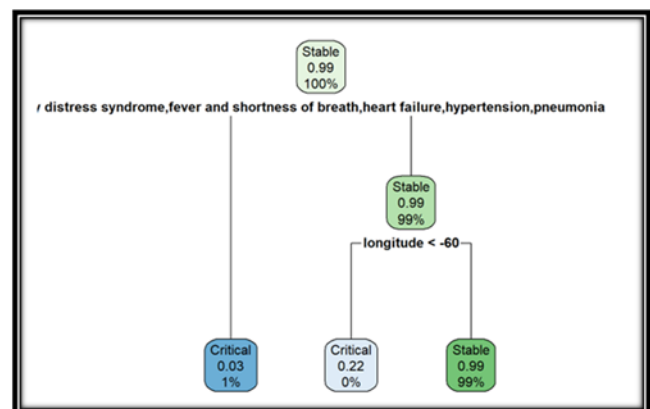 Stable
0.99
100%
distress syndrome,fever and shortness of breath,heart failure,hypertension,pneumonia
Stable
0.99
99%
longitude < -60
Critical
0.03
1%
Critical
0.22
0%
Stable
0.99
99%